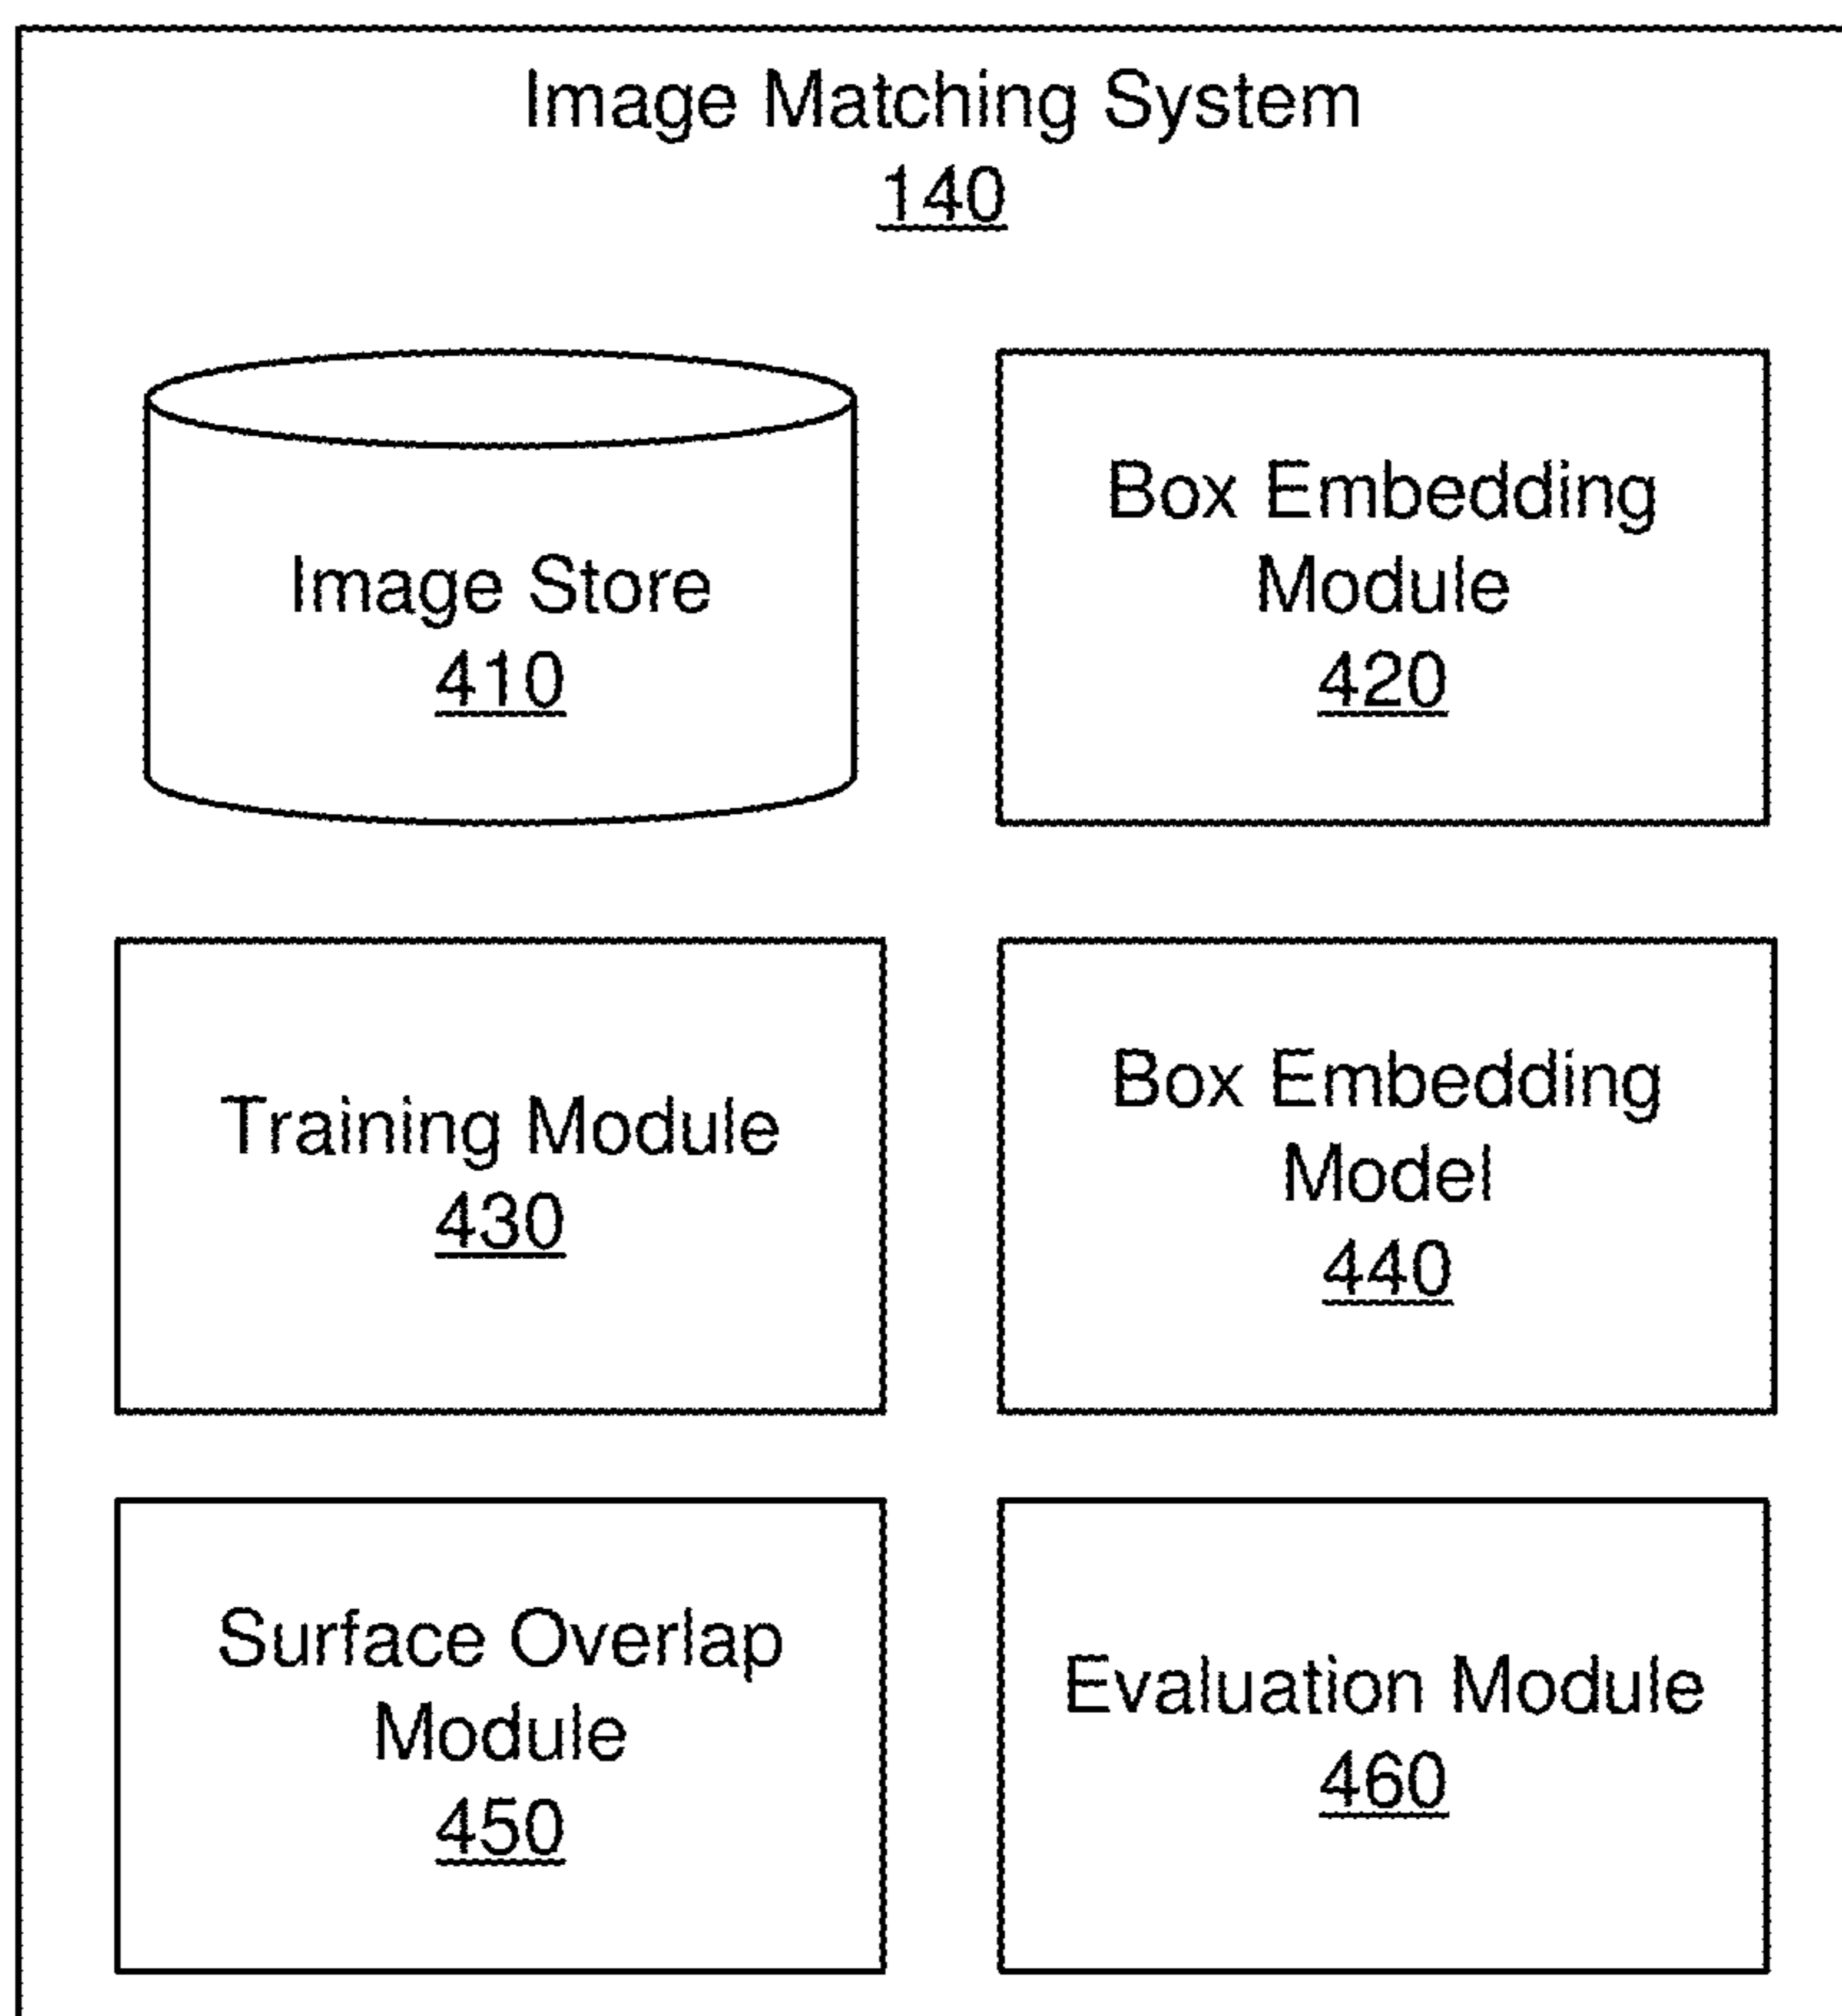 Image Matching System
140
Image Store
410
Box Embedding
Module
420
Training Module
430
Box Embedding
Model
440
Surface Overlap
Module
450
Evaluation Module
460